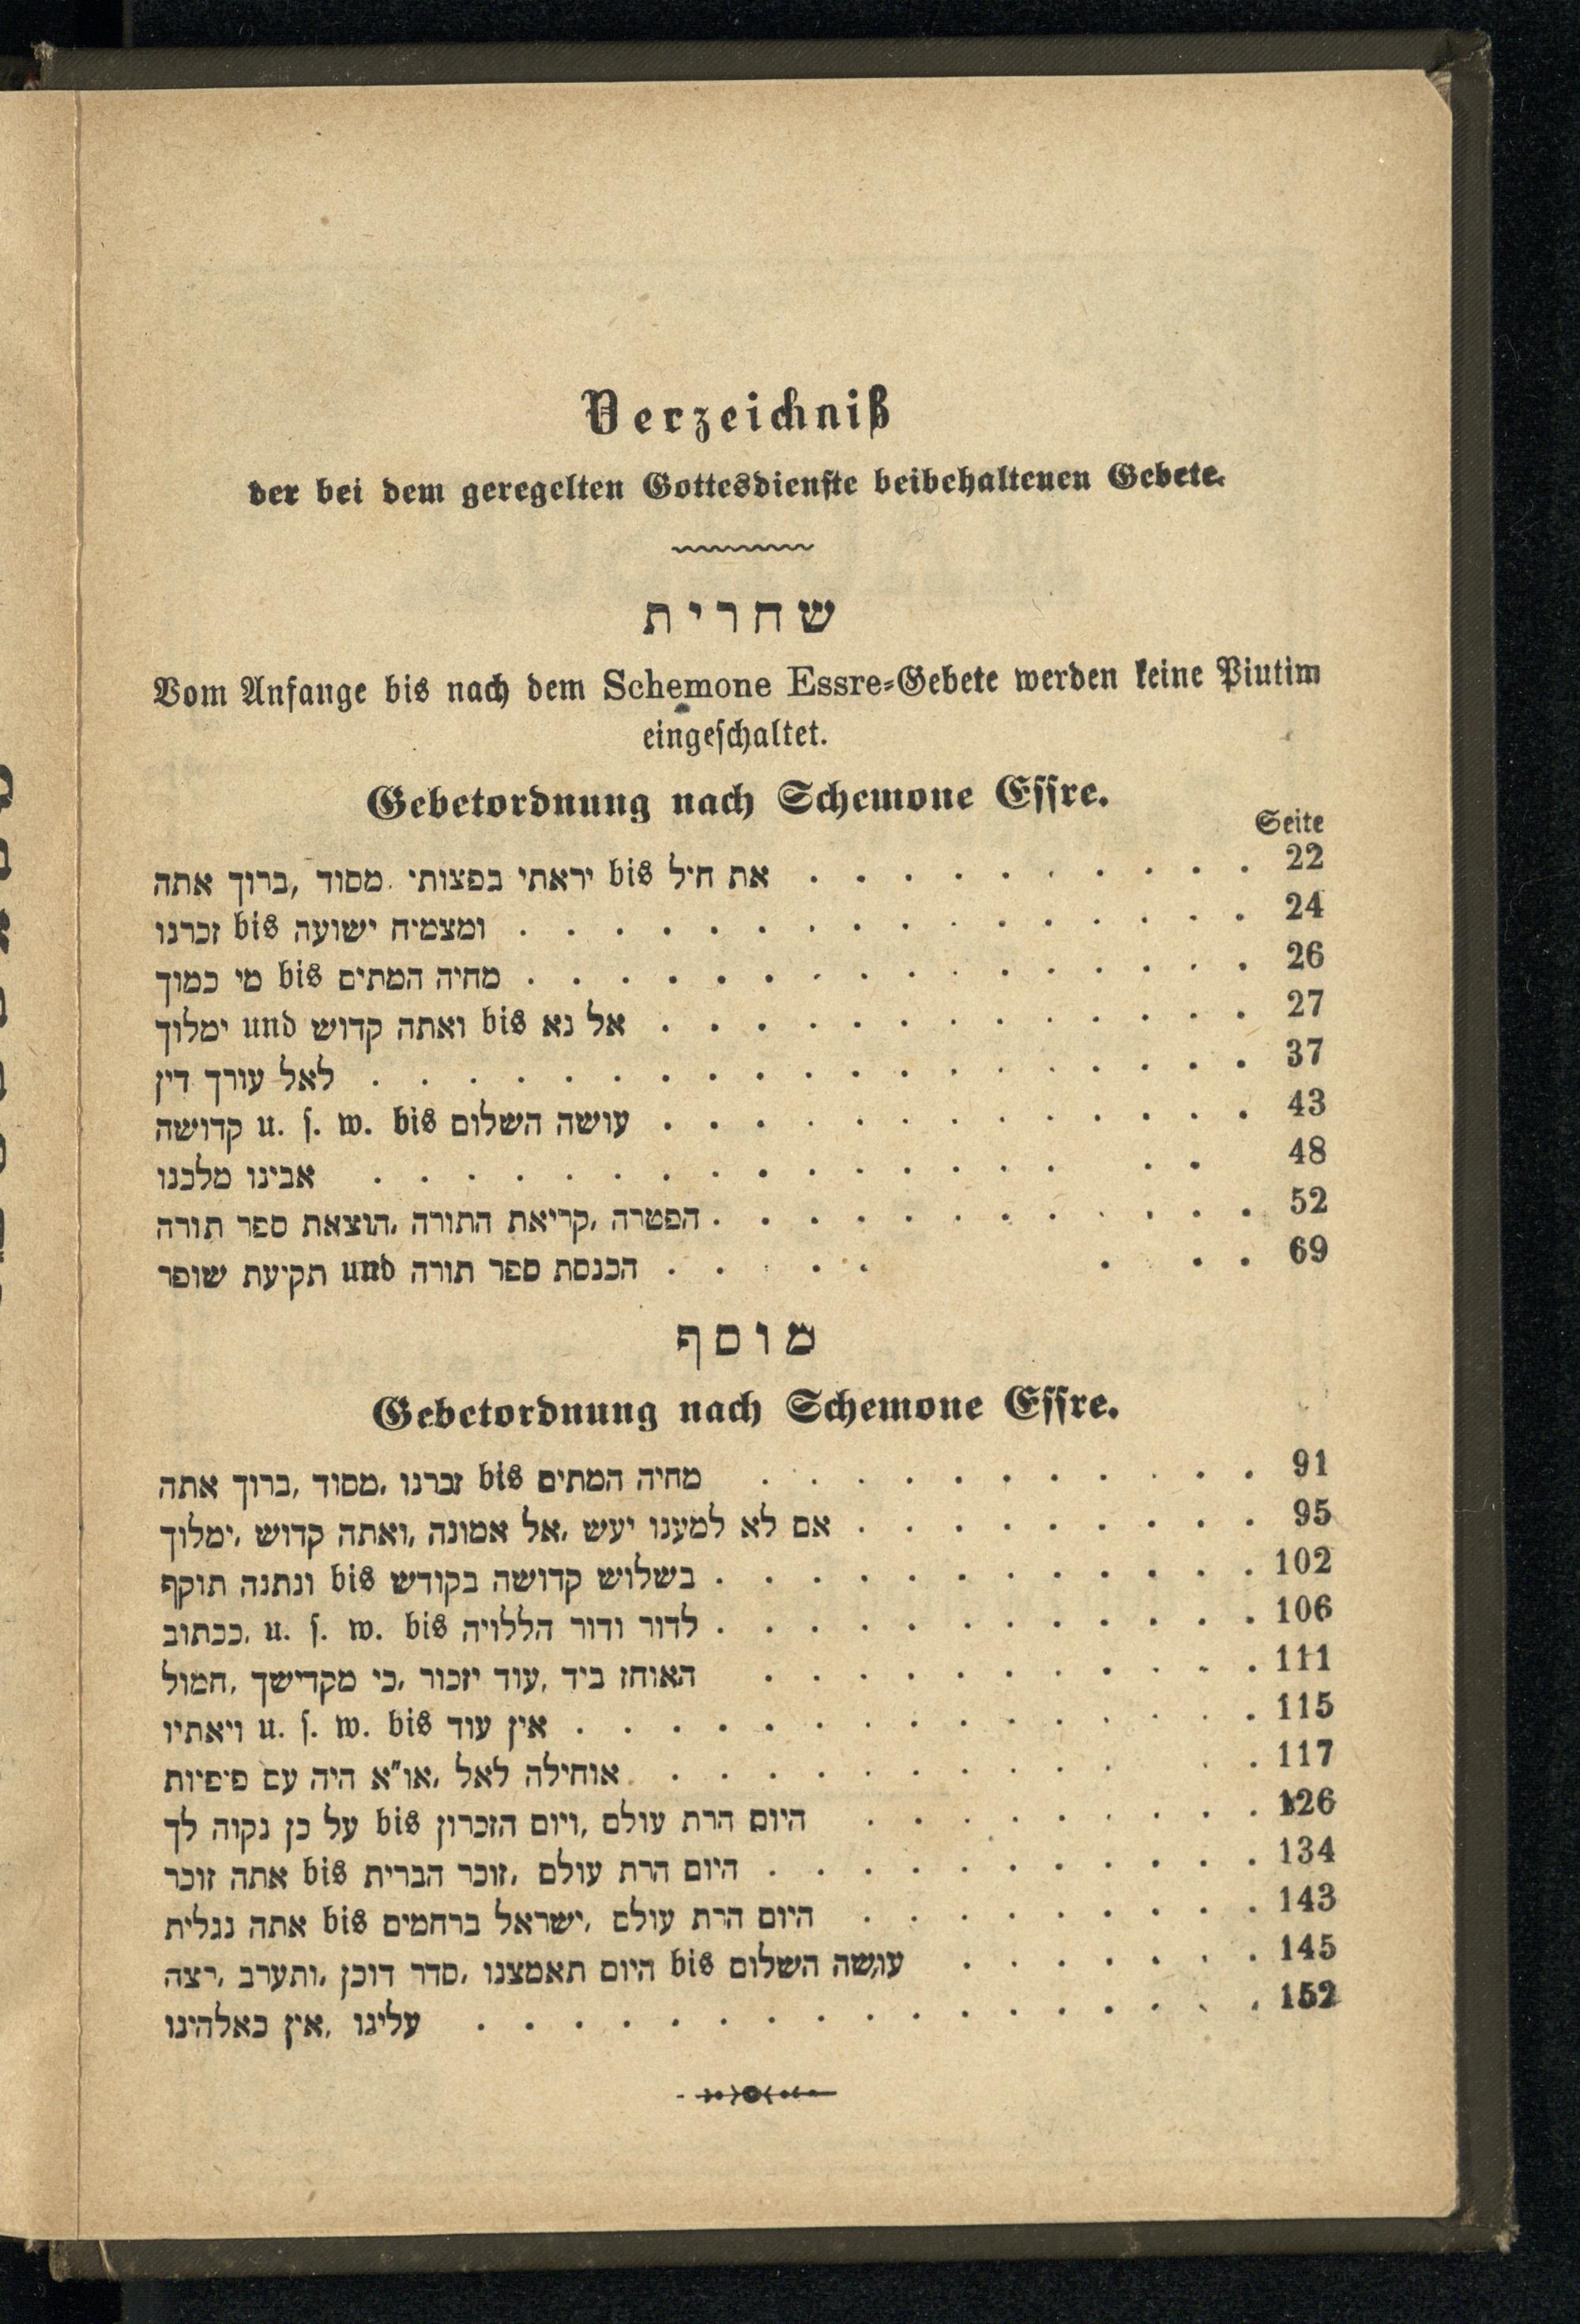 Verzeichniß
der bei dem geregelten Gottesdienste beibehaltenen Gebete.
שחרית
Vom Anfange bis nach dem Schemone Essre-Gebete werden keine Piutim
eingeschaltet.
Gebetordnung nach Schemone Essre.
Seite
ברוך אתה, מסוד, יראתי בפצותי bis את חיל . . . . . . . . . . 22
זכרנו bis ומצמיח ישועה . . . . . . . . . . . . . . . . 24
מי כמוך bis מחיה המתים . . . . . . . . . . . . . . . . 26
ימלוך und ואתה קדוש bis אל נא . . . . . . . . . . . . . 27
לאל עורך דין . . . . . . . . . . . . . . . . . . . 37
קדושה u. s. w. bis עושה השלום . . . . . . . . . . . . . 43
אבינו מלכנו . . . . . . . . . . . . . . . . . 48
הוצאת ספר תורה, קריאת התורה, הפטרה . . . . . . . . . . . . 52
תקיעת שופר und הכנסת ספר תורה . . . . . . . . 69
מוסף
Gebetordnung nach Schemone Essre.
ברוך אתה, מסוד, זכרנו bis מחיה המתים . . . . . . . . . . . 91
ימלוך, ואתה קדוש, אל אמונה, אם לא למענו יעש . . . . . . . . . 95
ונתנה תוקף bis בשלוש קדושה בקודש . . . . . . . . . . . . 102
ככתוב, u. s. w. bis לדור ודור הללויה . . . . . . . . . . . . 106
חמול, כי מקדישך, עוד יזכור, האוחז ביד . . . . . . . . . . . 111
ויאתיו u. s. w. bis אין עוד . . . . . . . . . . . . . . . 115
היה עם פיפיות או"א, אוחילה לאל . . . . . . . . . . . . 117
על כן נקוה לך bis ויום הזכרון, היום הרת עולם . . . . . . . . . 126
אתה זוכר bis זוכר הברית, היום הרת עולם . . . . . . . . . . . 134
אתה נגלית bis ישראל ברחמים, היום הרת עולם . . . . . . . . . 143
רצה, ותערב, סדר דוכן, היום תאמצנו bis עושה השלום . . . . . . . 145
אין כאלהינו, עלינו . . . . . . . . . . . . . . . . . 152